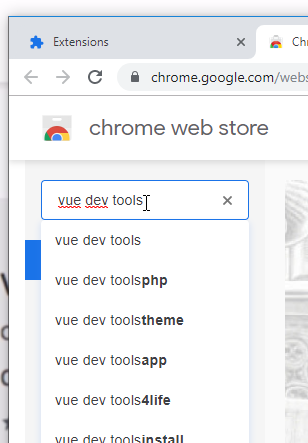 Extensions
Ch
chrome.google.com/webs
chrome web store
vue dev tools
vue dev tools
vue dev toolsphp
vue dev toolstheme
vue dev toolsapp
vue dev tools4life
vue dev toolsinstall